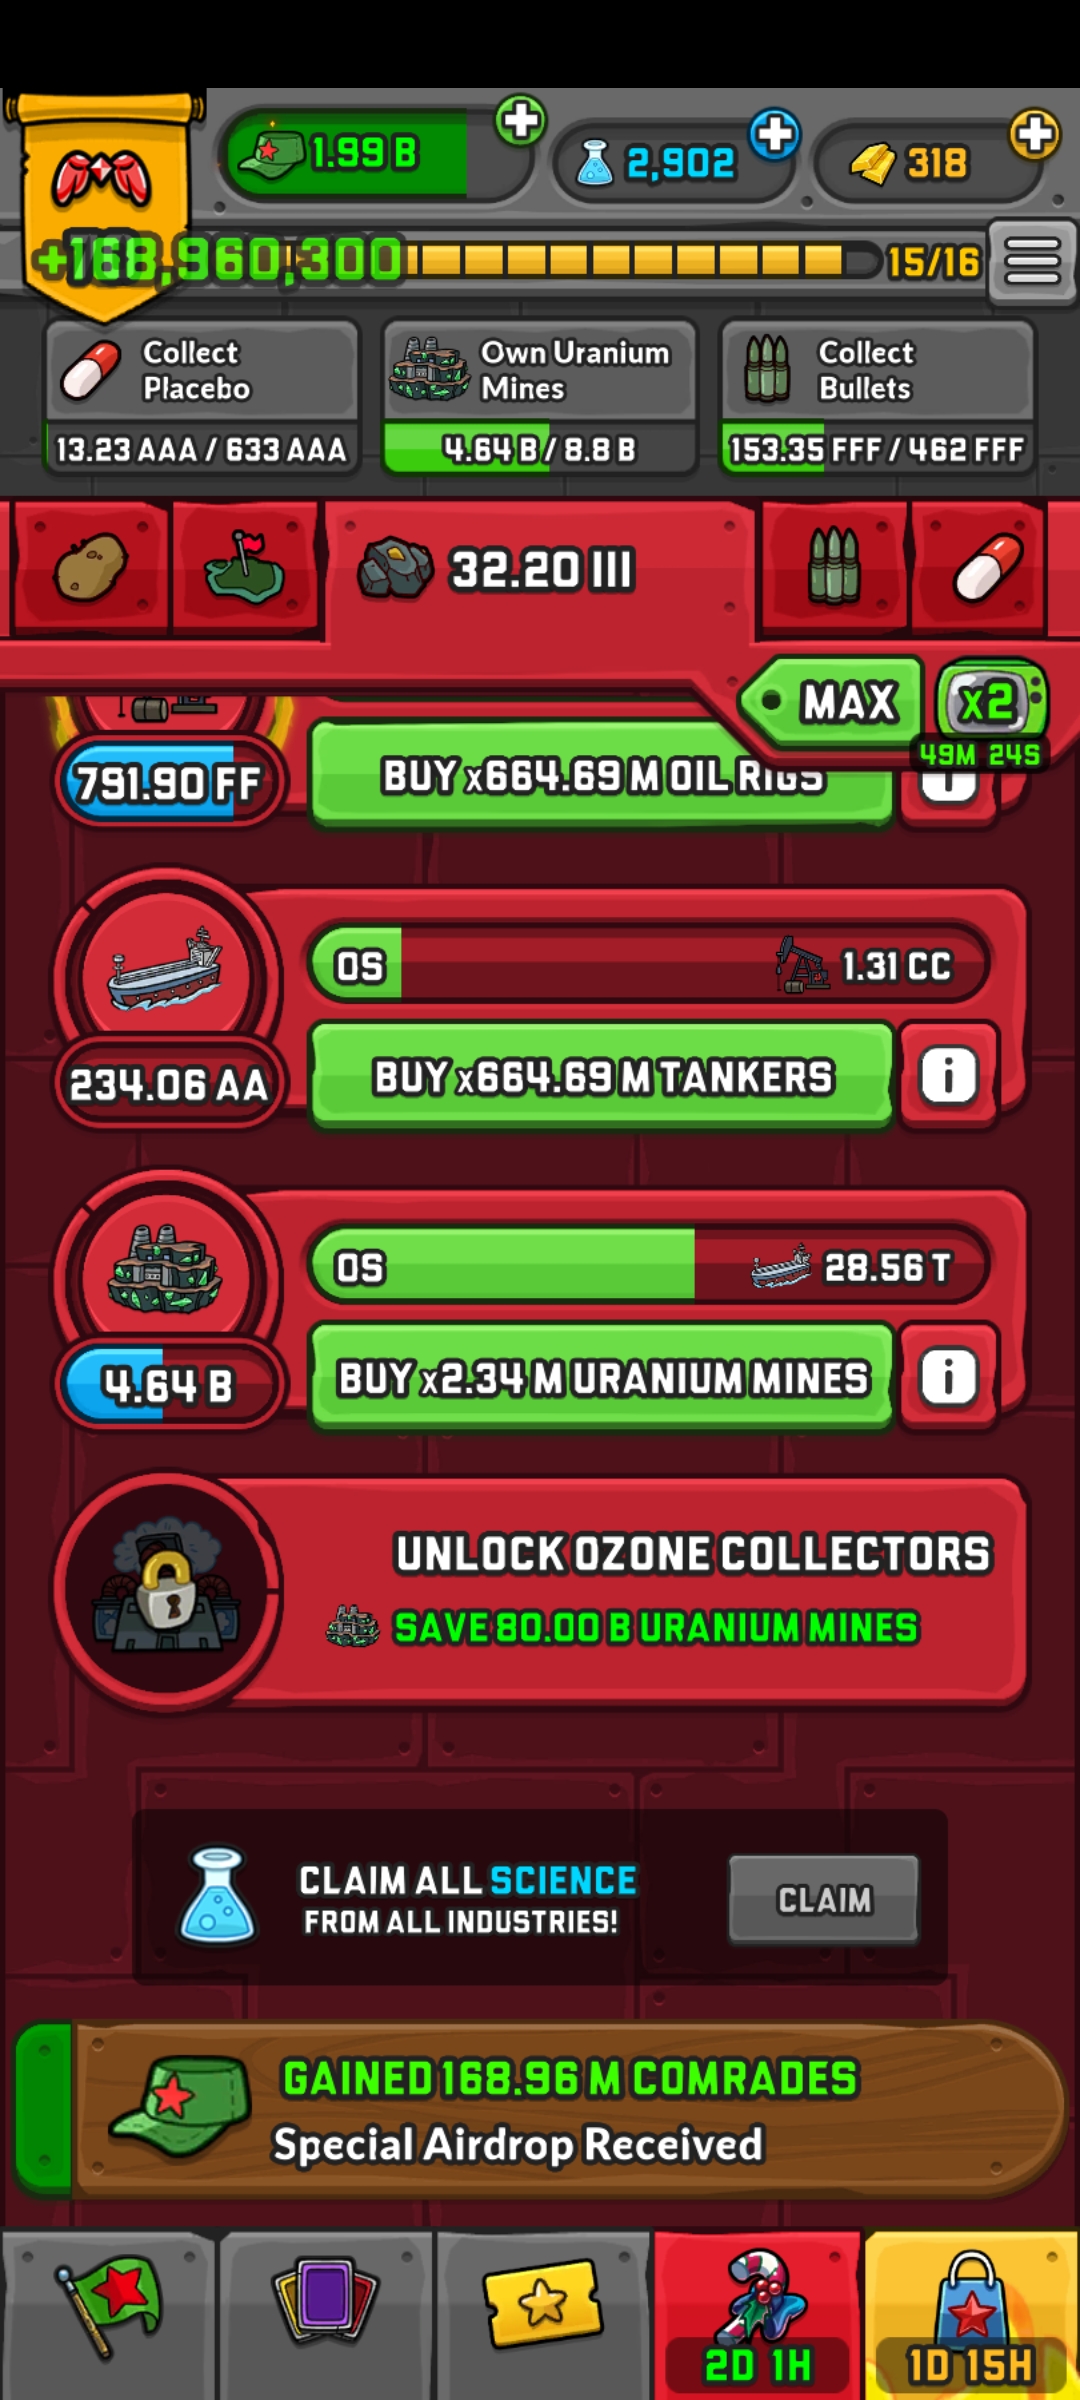 1.99 B
2,902
318
+168,960,300
15/16
Collect
Placebo
13.23 AAA / 633 AAA
Own Uranium
Mines
4.64 B / 8.8 B
Collect
Bullets
153.35 FFF / 462 FFF
32.20 III
MAX
x2
49M 24S
791.90 FF
BUY x664.69 M OIL RIGS
0S
1.31 CC
234.06 AA
BUY x664.69 M TANKERS
i
0S
28.56 T
4.64 B
BUY x2.34 M URANIUM MINES
i
UNLOCK OZONE COLLECTORS
SAVE 80.00 B URANIUM MINES
CLAIM ALL SCIENCE
FROM ALL INDUSTRIES!
CLAIM
GAINED 168.96 M COMRADES
Special Airdrop Received
2D 1H
1D 15H